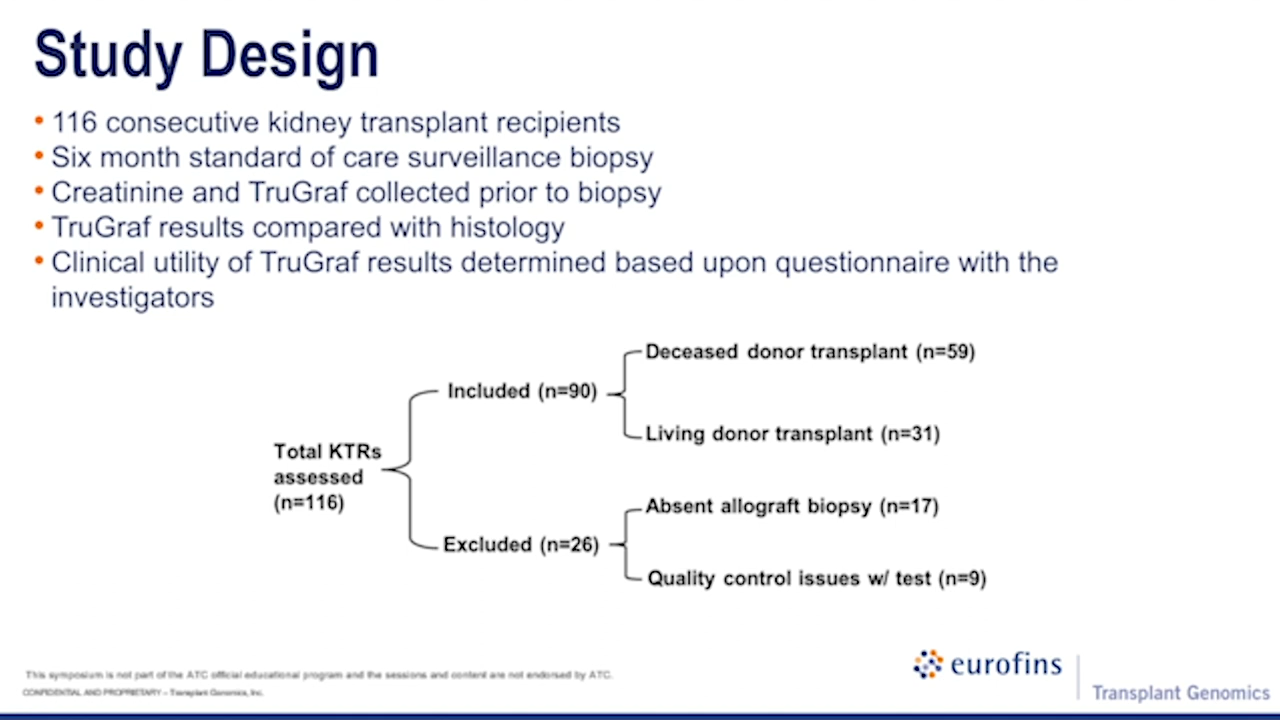 Study Design
• 116 consecutive kidney transplant recipients
• Six month standard of care surveillance biopsy
• Creatinine and TruGraf collected prior to biopsy
• TruGraf results compared with histology
• Clinical utility of TruGraf results determined based upon questionnaire with the
investigators
Deceased donor transplant (n=59)
Included (n=90)
Living donor transplant (n=31)
Total KTRs
assessed
(n=116)
Absent allograft biopsy (n=17)
Excluded (n=26)
Quality control issues w/ test (n=9)
This symposium is not part of the ATC official educational program and the sessions and content are not endorsed by ATC.
CONFIDENTIAL AND PROPRIETARY – Transplant Genomics, Inc.
eurofins
Transplant Genomics